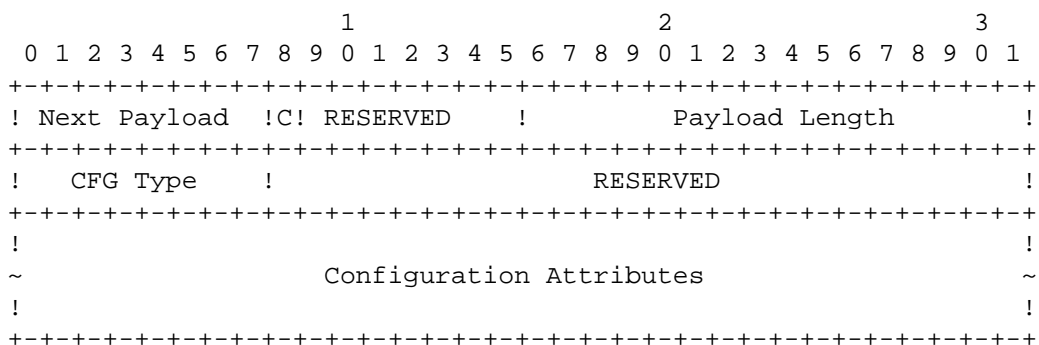 1                   2                   3
 0 1 2 3 4 5 6 7 8 9 0 1 2 3 4 5 6 7 8 9 0 1 2 3 4 5 6 7 8 9 0 1
+-+-+-+-+-+-+-+-+-+-+-+-+-+-+-+-+-+-+-+-+-+-+-+-+-+-+-+-+-+-+-+-+
! Next Payload  !C! RESERVED    !         Payload Length        !
+-+-+-+-+-+-+-+-+-+-+-+-+-+-+-+-+-+-+-+-+-+-+-+-+-+-+-+-+-+-+-+-+
!   CFG Type    !                    RESERVED                   !
+-+-+-+-+-+-+-+-+-+-+-+-+-+-+-+-+-+-+-+-+-+-+-+-+-+-+-+-+-+-+-+-+
!                                                               !
~                   Configuration Attributes                    ~
!                                                               !
+-+-+-+-+-+-+-+-+-+-+-+-+-+-+-+-+-+-+-+-+-+-+-+-+-+-+-+-+-+-+-+-+